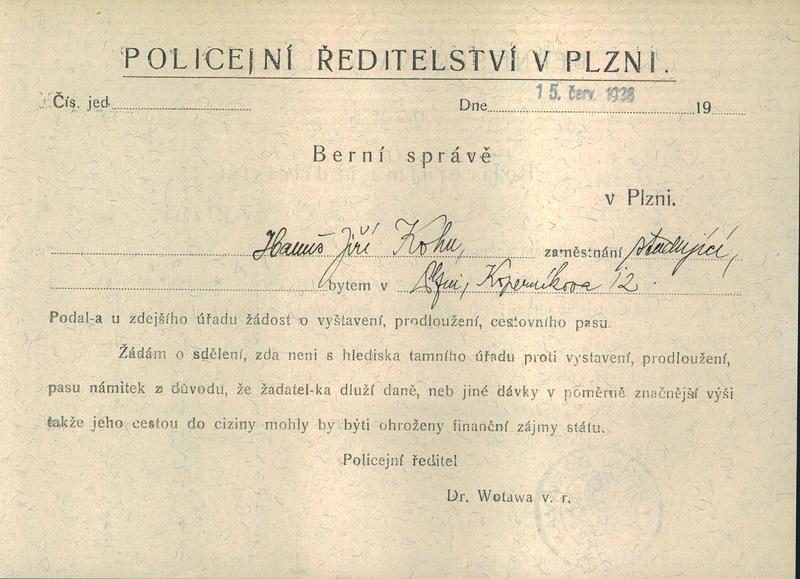 POLICEJNÍ ŘEDITELSTVÍ V PLZNI.
Čís. jed.
Dne 15. červ. 1938 19
Berní správě
v Plzni.
Hanuš Jiří Kohn, zaměstnání studující,
bytem v Plzni, Koperníkova 12.
Podal-a u zdejšího úřadu žádost o vyštavení, prodloužení, cestovního pasu.
Žádám o sdělení, zda neni s hlediska tamního úřadu proti vystavení, prodloužení,
pasu námitek z důvodu, že žadatel-ka dluží daně, neb jiné dávky v poměrně značnější výši
takže jeho cestou do ciziny mohly by býti ohroženy finanční zájmy státu.
Policejní ředitel
Dr. Wotawa v. r.